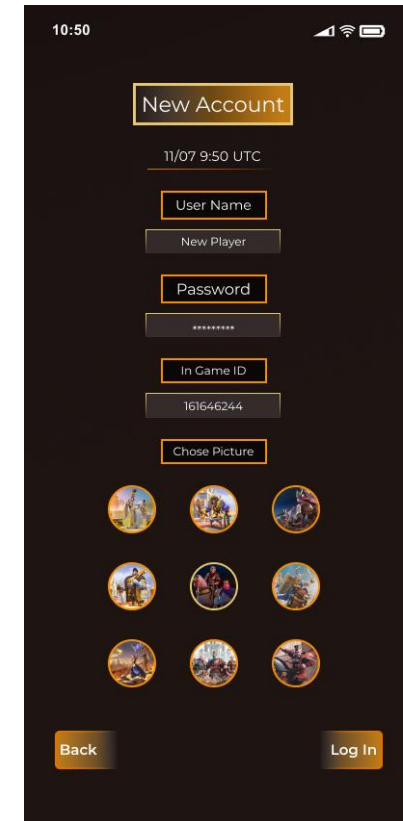 10:50
New Account
11/07 9:50 UTC
User Name
New Player
Password
*********
In Game ID
161646244
Chose Picture
Back
Log In